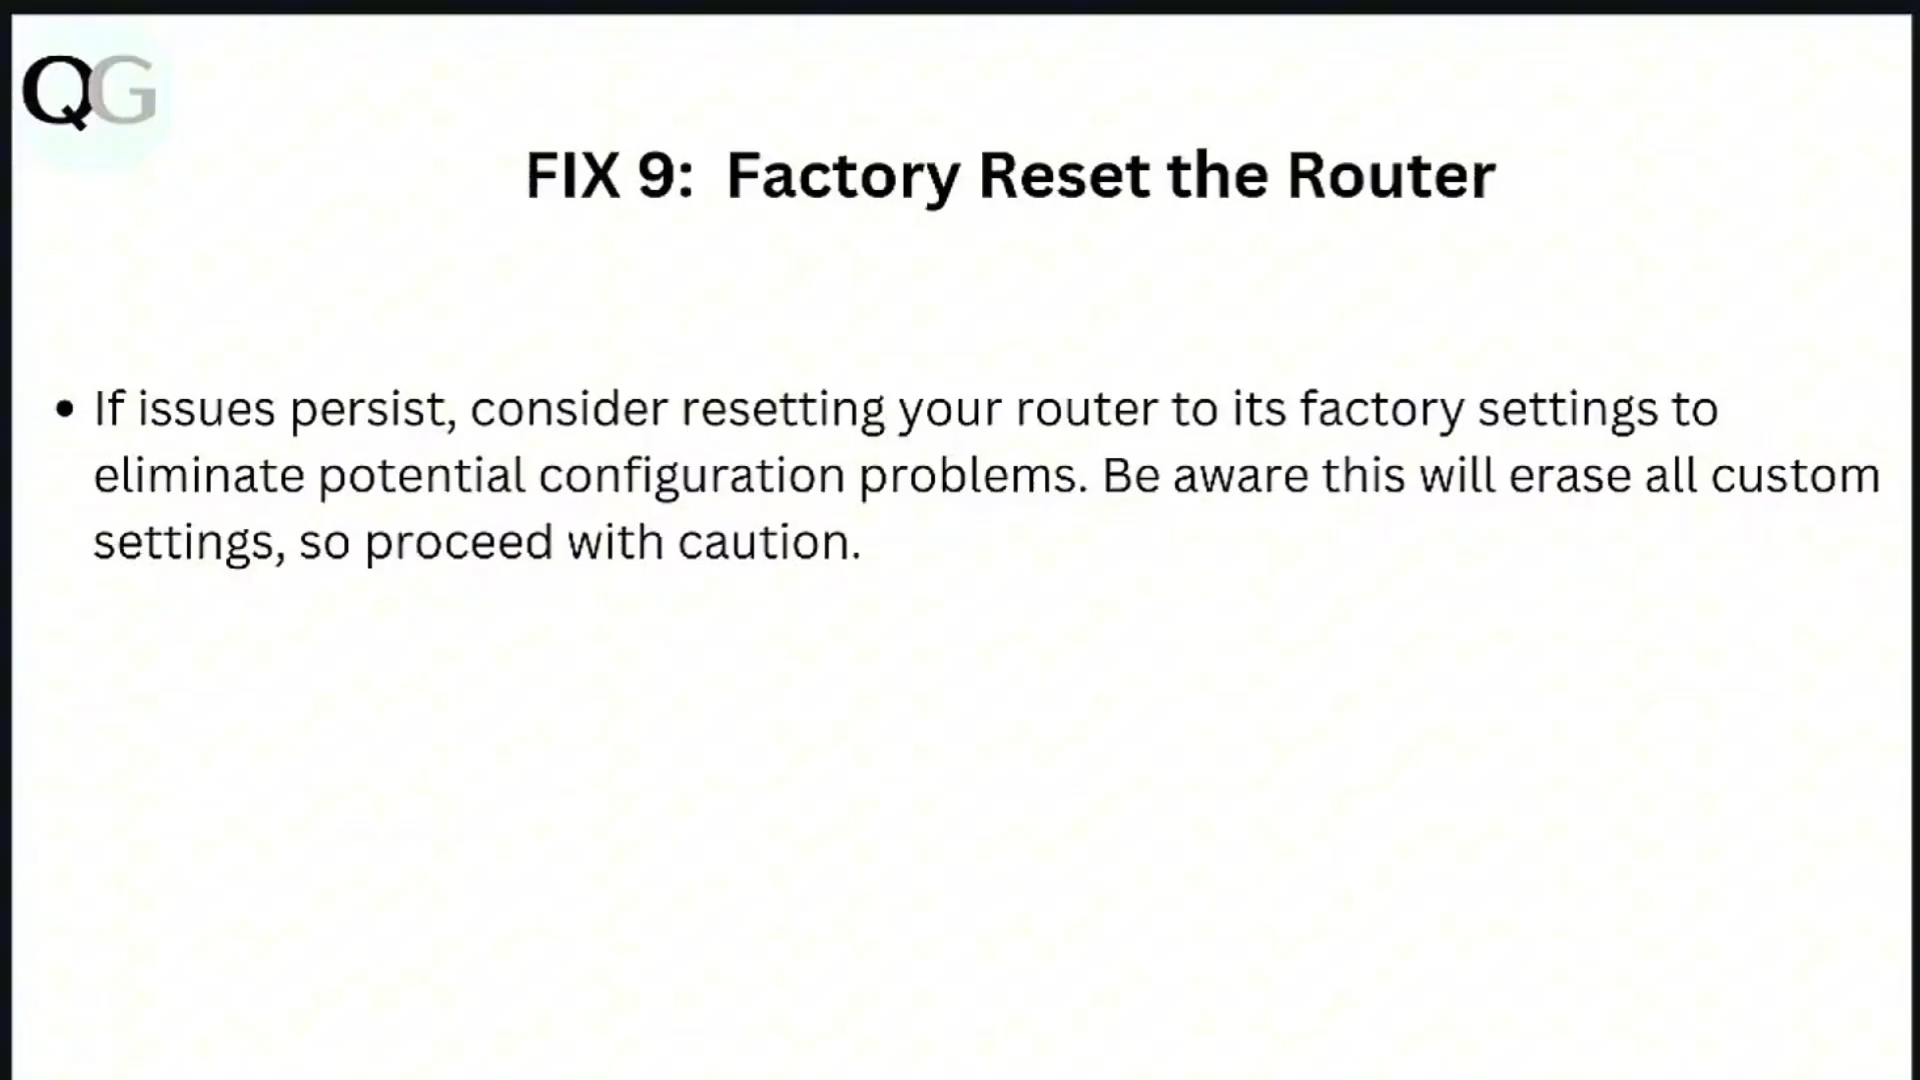 QG
FIX 9: Factory Reset the Router
• If issues persist, consider resetting your router to its factory settings to
eliminate potential configuration problems. Be aware this will erase all custom
settings, so proceed with caution.